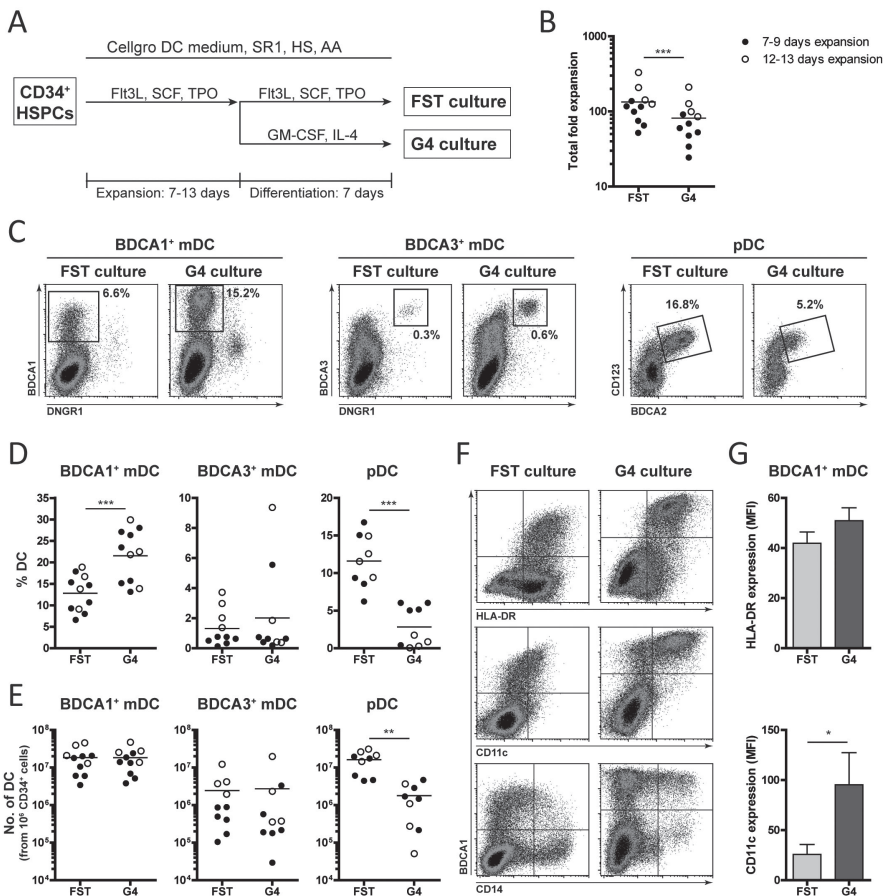 A
Cellgro DC medium, SR1, HS, AA
CD34⁺
HSPCs
Flt3L, SCF, TPO
Flt3L, SCF, TPO
FST culture
GM-CSF, IL-4
G4 culture
Expansion: 7-13 days
Differentiation: 7 days
B
Total fold expansion
1000
100
10
***
FST
G4
7-9 days expansion
12-13 days expansion
C
BDCA1⁺ mDC
FST culture
G4 culture
6.6%
15.2%
BDCA1
DNGR1
BDCA3⁺ mDC
FST culture
G4 culture
0.3%
0.6%
BDCA3
DNGR1
pDC
FST culture
G4 culture
16.8%
5.2%
CD123
BDCA2
D
BDCA1⁺ mDC
% DC
35
30
25
20
15
10
5
0
***
FST
G4
BDCA3⁺ mDC
10
8
6
4
2
0
FST
G4
pDC
20
15
10
5
0
***
FST
G4
E
BDCA1⁺ mDC
No. of DC
(from 10⁶ CD34⁺ cells)
10⁸
10⁷
10⁶
10⁵
10⁴
FST
G4
BDCA3⁺ mDC
10⁸
10⁷
10⁶
10⁵
10⁴
FST
G4
pDC
10⁸
10⁷
10⁶
10⁵
10⁴
**
FST
G4
F
FST culture
G4 culture
HLA-DR
CD11c
BDCA1
CD14
G
BDCA1⁺ mDC
HLA-DR expression (MFI)
60
40
20
0
FST
G4
CD11c expression (MFI)
150
100
50
0
*
FST
G4